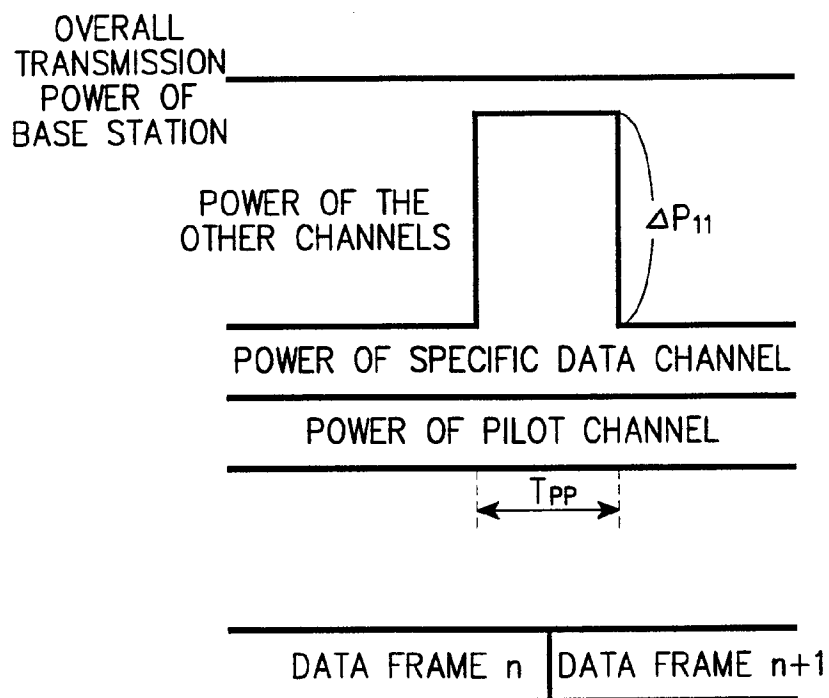 OVERALL
TRANSMISSION
POWER OF
BASE STATION
POWER OF THE
OTHER CHANNELS
△P11
POWER OF SPECIFIC DATA CHANNEL
POWER OF PILOT CHANNEL
TPP
DATA FRAME n
DATA FRAME n+1